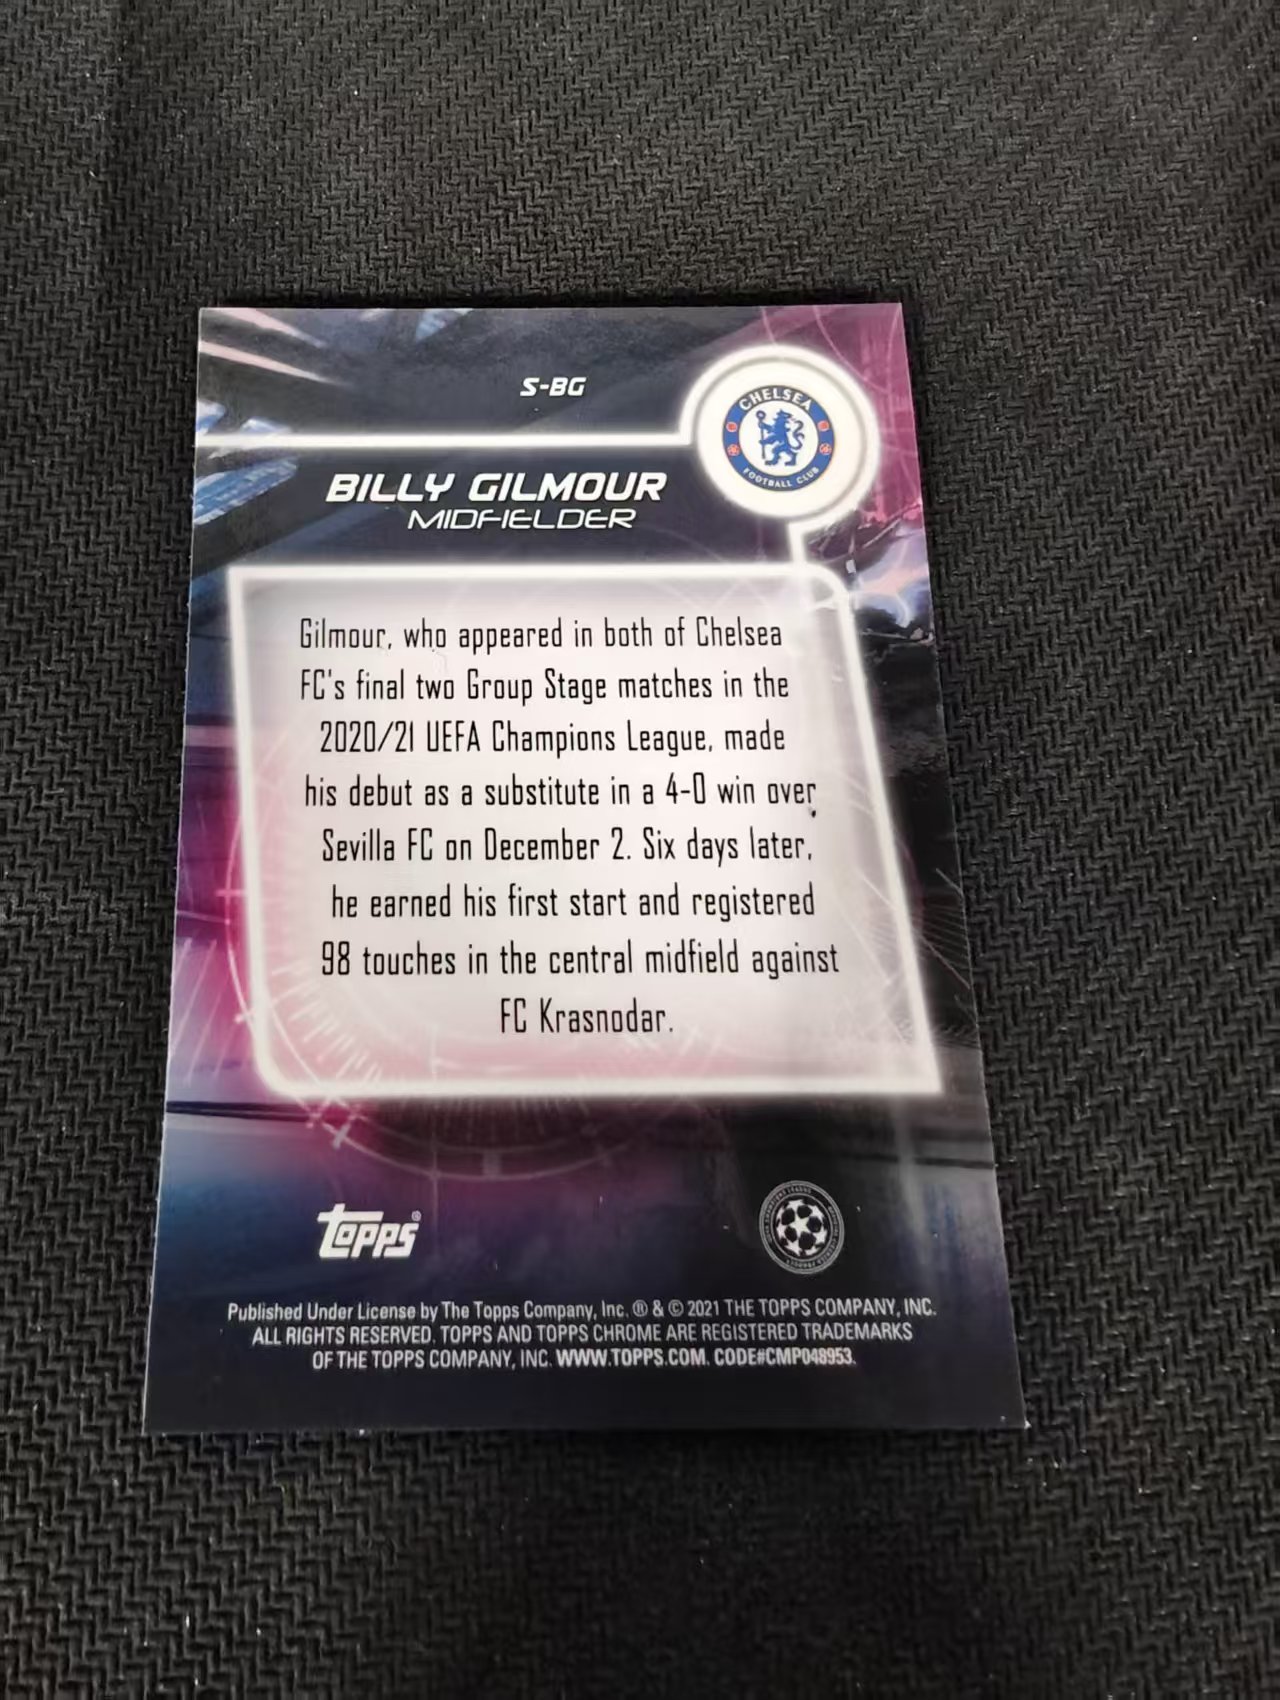 S-BG
CHELSEA
FOOTBALL CLUB
BILLY GILMOUR
MIDFIELDER
Gilmour, who appeared in both of Chelsea
FC's final two Group Stage matches in the
2020/21 UEFA Champions League, made
his debut as a substitute in a 4-0 win over
Sevilla FC on December 2. Six days later,
he earned his first start and registered
98 touches in the central midfield against
FC Krasnodar.
topps®
Published Under License by The Topps Company, Inc. ® & © 2021 THE TOPPS COMPANY, INC.
ALL RIGHTS RESERVED. TOPPS AND TOPPS CHROME ARE REGISTERED TRADEMARKS
OF THE TOPPS COMPANY, INC. WWW.TOPPS.COM. CODE#CMP048953.